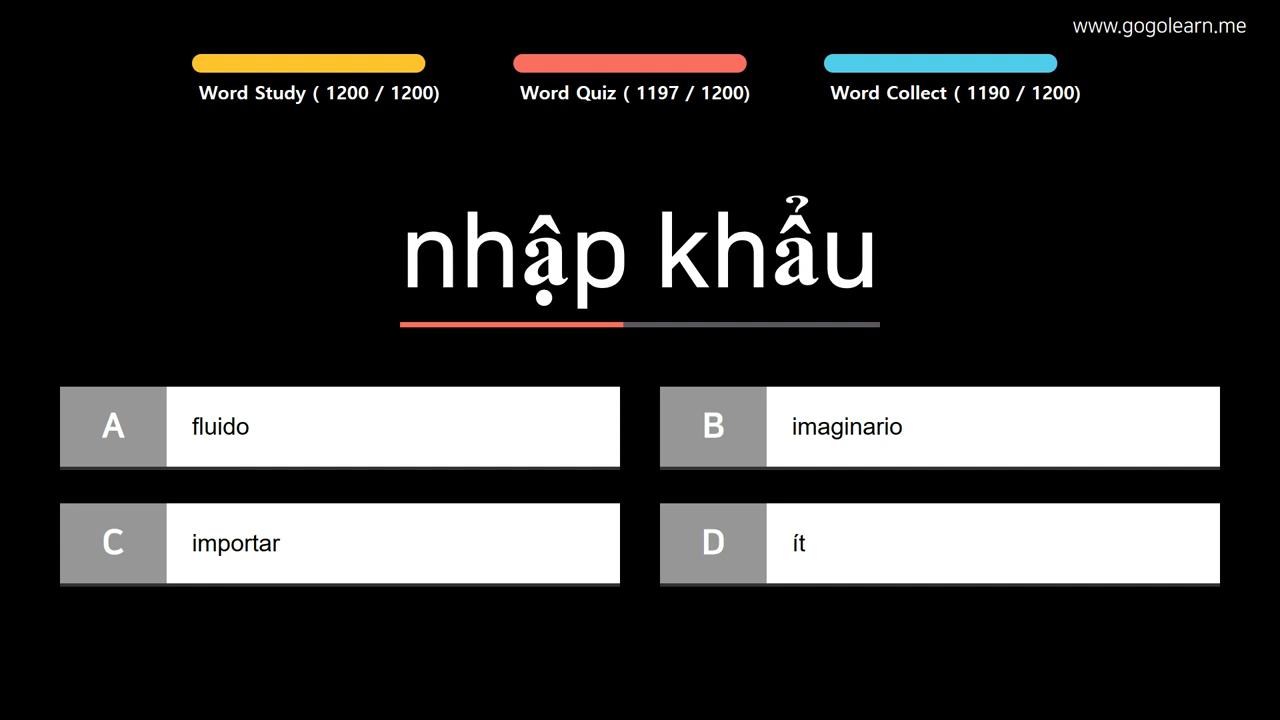 www.gogolearn.me
Word Study ( 1200 / 1200)
Word Quiz ( 1197 / 1200)
Word Collect ( 1190 / 1200)
nhập khẩu
A fluido
B imaginario
C importar
D ít